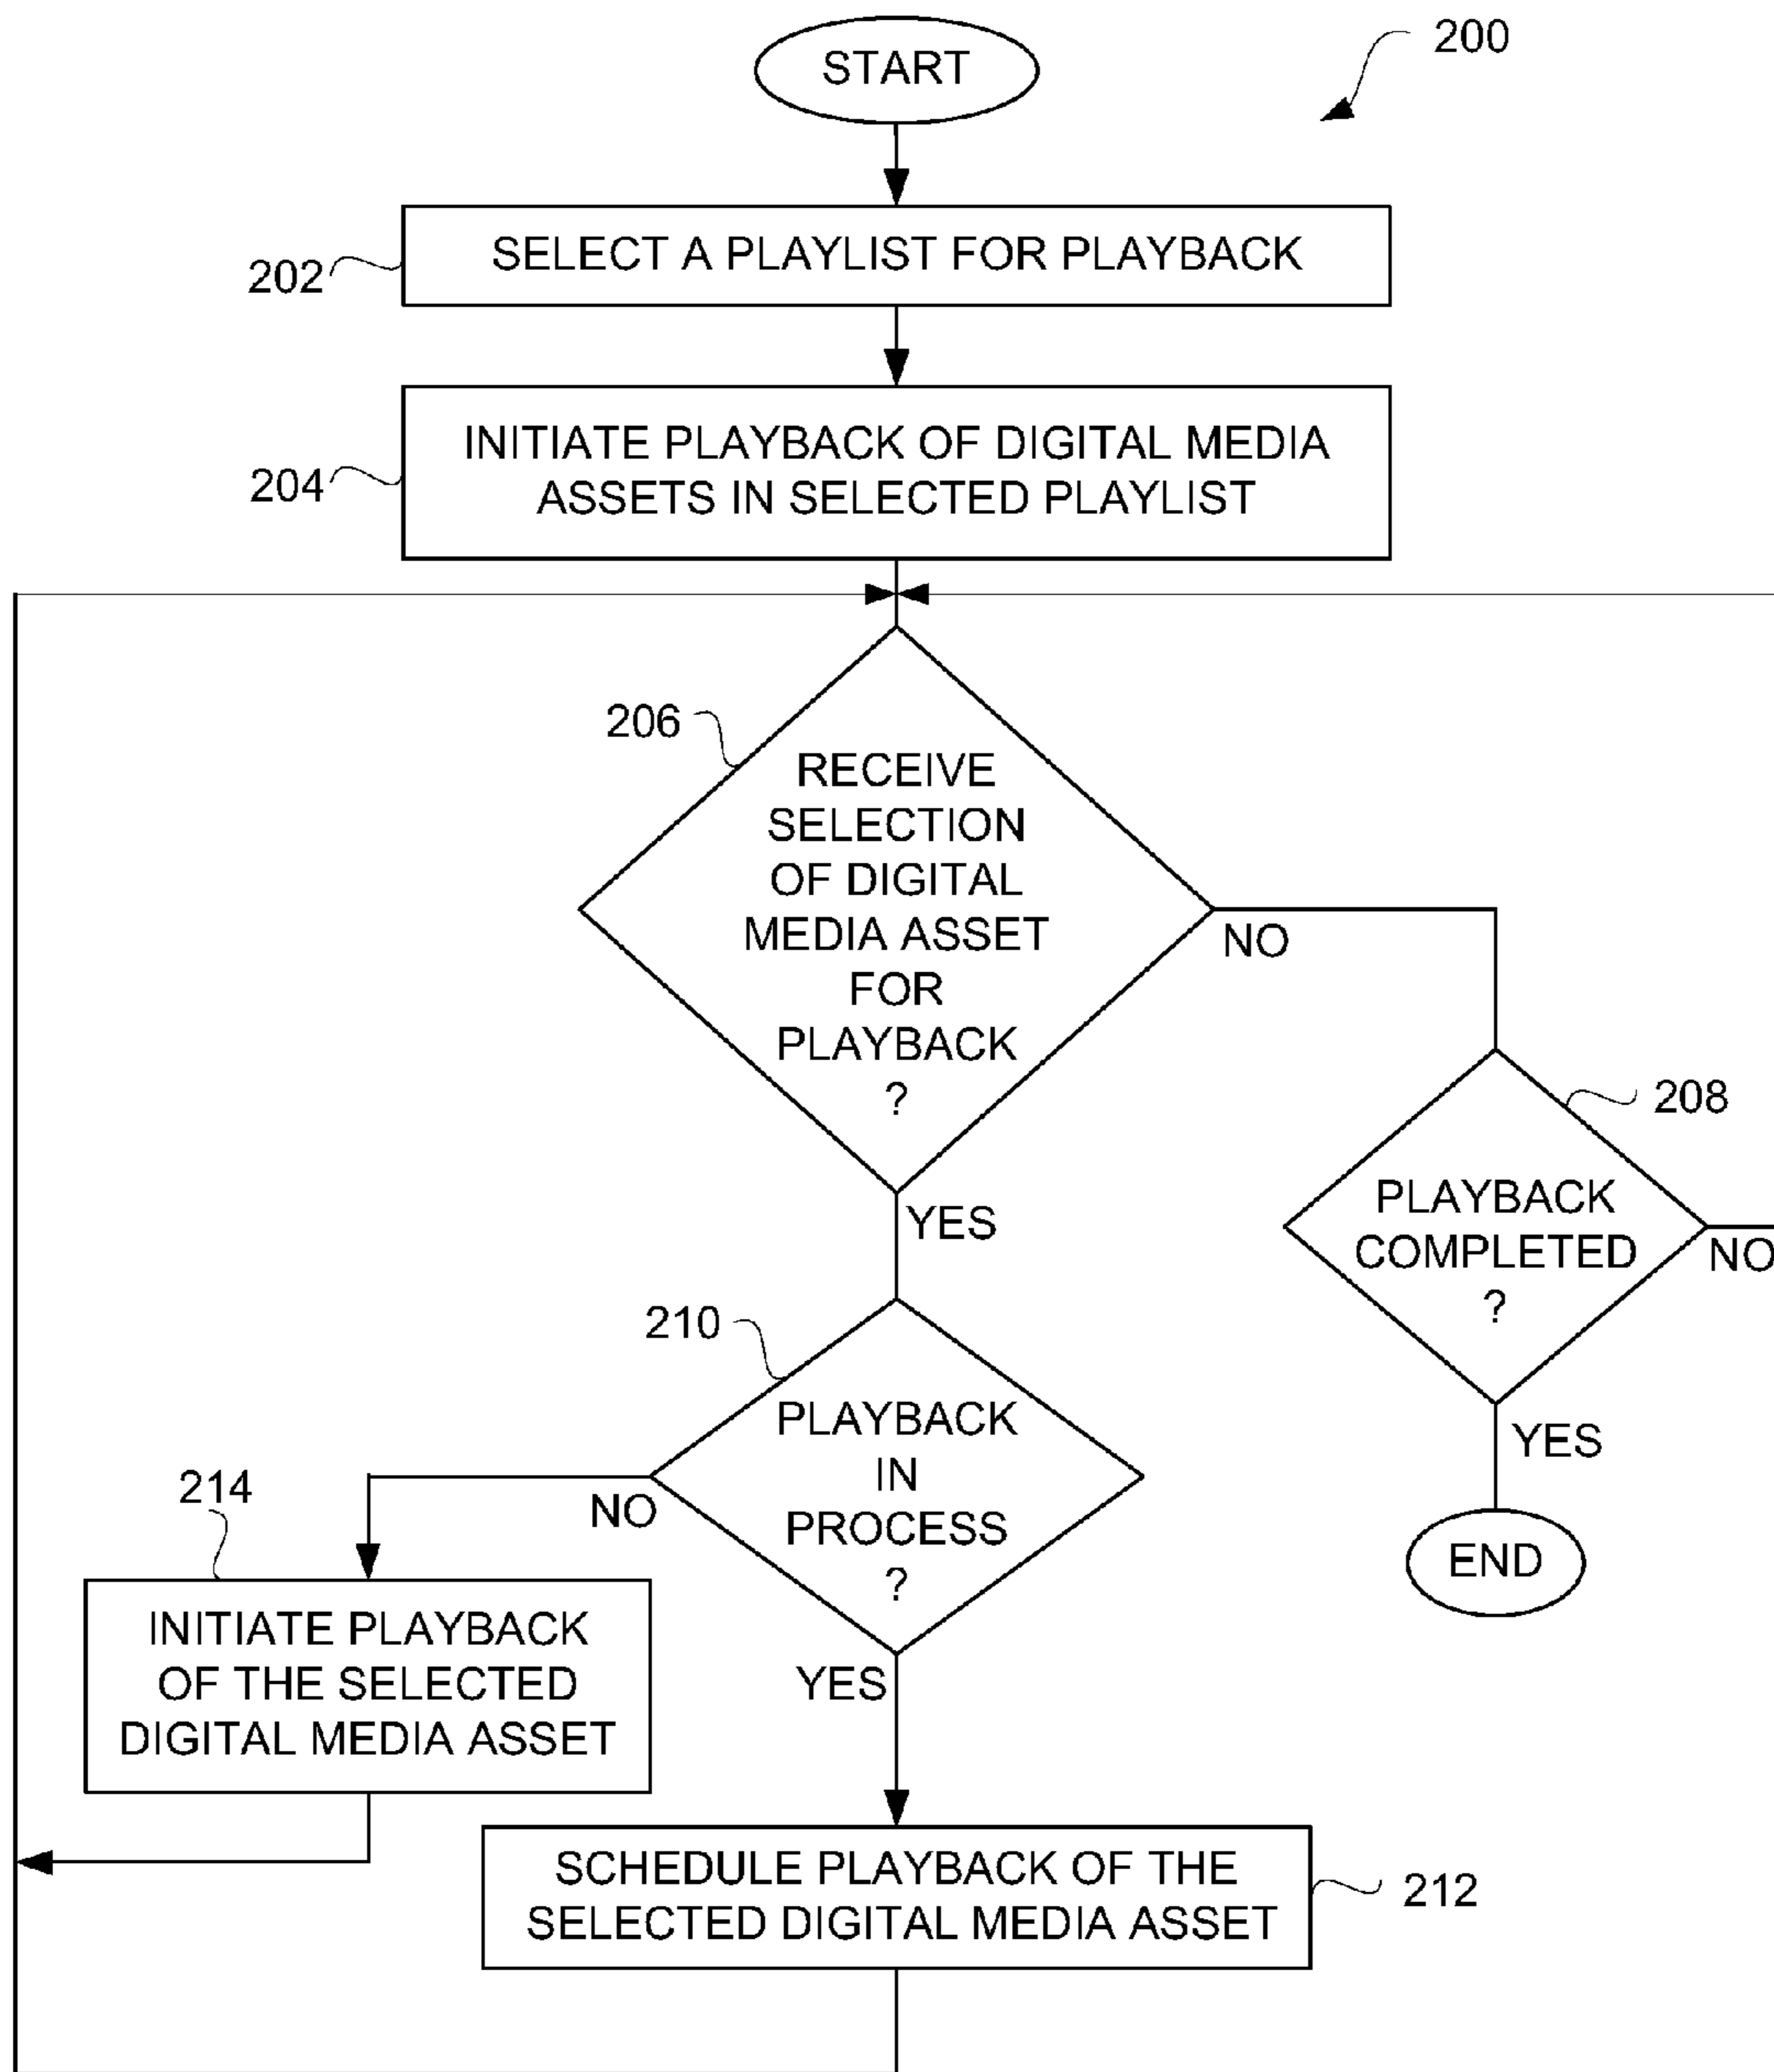 START
200
SELECT A PLAYLIST FOR PLAYBACK
202
INITIATE PLAYBACK OF DIGITAL MEDIA
ASSETS IN SELECTED PLAYLIST
204
206
RECEIVE
SELECTION
OF DIGITAL
MEDIA ASSET
FOR
PLAYBACK
?
NO
YES
208
PLAYBACK
COMPLETED
?
NO
YES
END
210
PLAYBACK
IN
PROCESS
?
NO
YES
214
INITIATE PLAYBACK
OF THE SELECTED
DIGITAL MEDIA ASSET
SCHEDULE PLAYBACK OF THE
SELECTED DIGITAL MEDIA ASSET
212